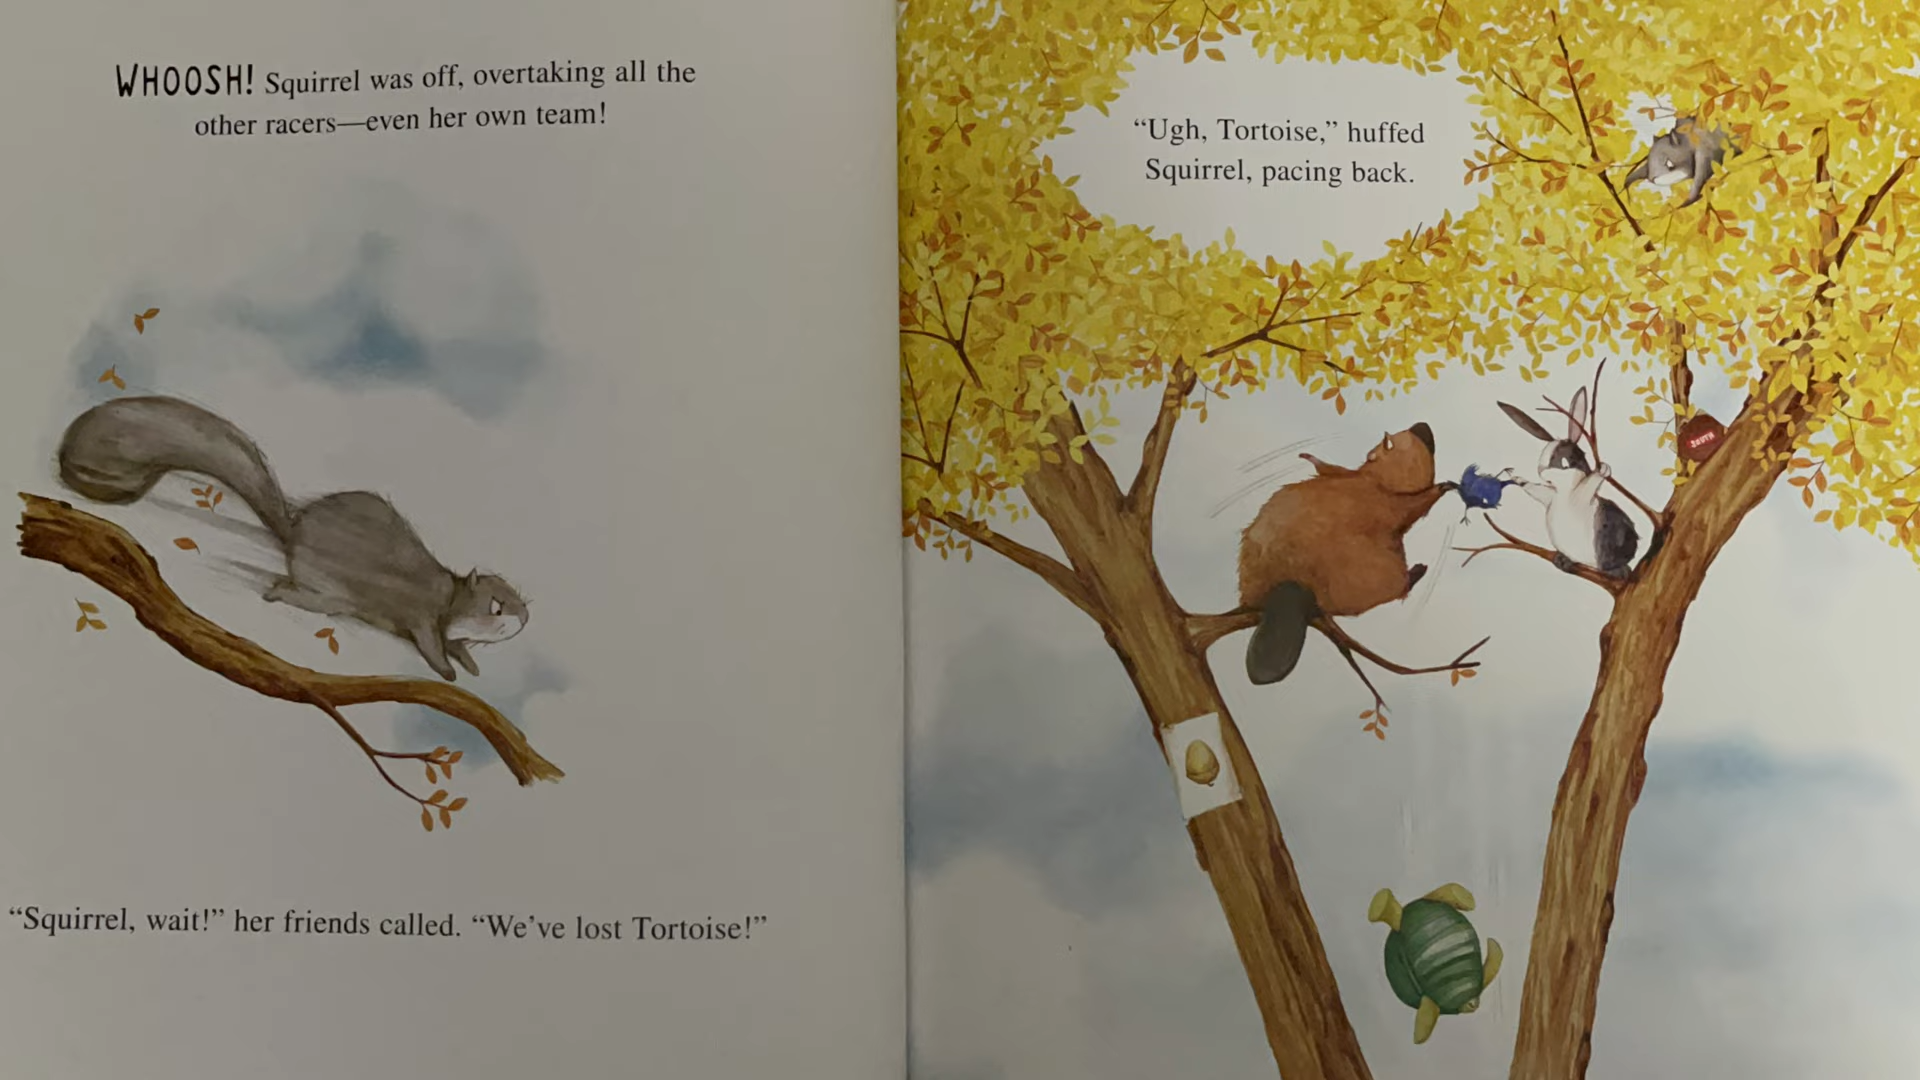 WHOOSH! Squirrel was off, overtaking all the
other racers—even her own team!
“Squirrel, wait!” her friends called. “We’ve lost Tortoise!”
“Ugh, Tortoise,” huffed
Squirrel, pacing back.
SOUTH